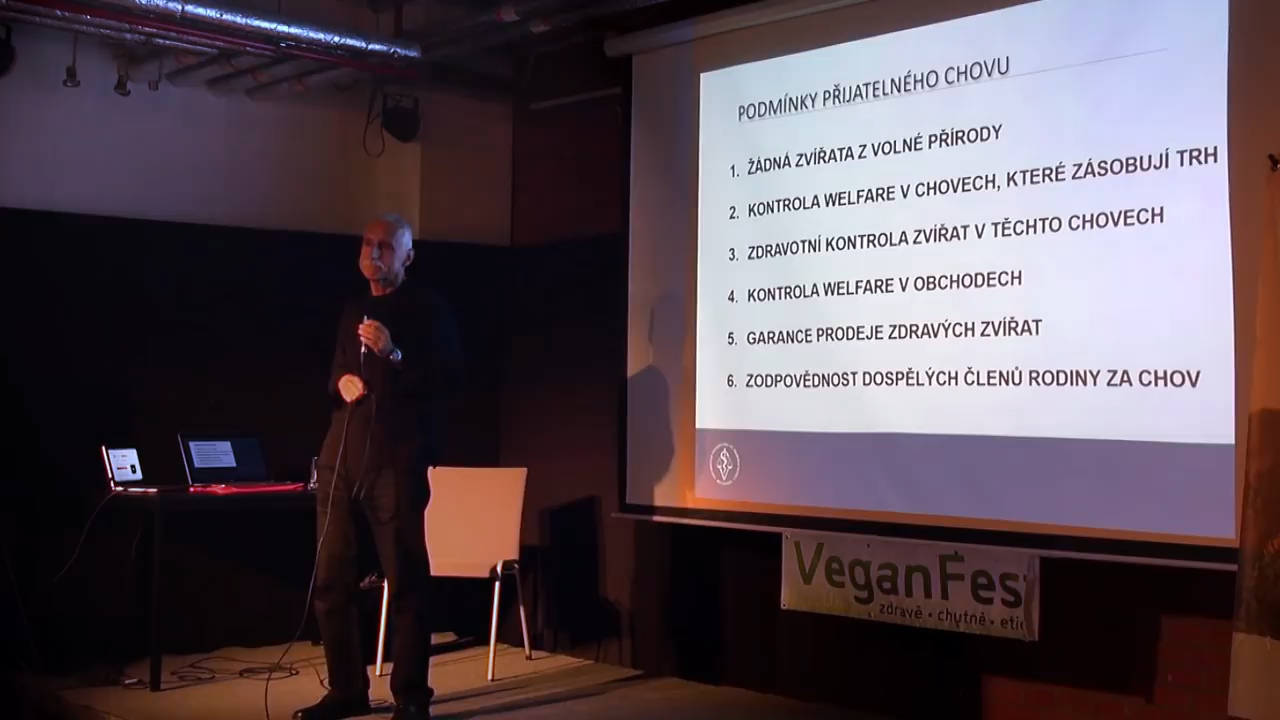 PODMÍNKY PŘIJATELNÉHO CHOVU
1. ŽÁDNÁ ZVÍŘATA Z VOLNÉ PŘÍRODY
2. KONTROLA WELFARE V CHOVECH, KTERÉ ZÁSOBUJÍ TRH
3. ZDRAVOTNÍ KONTROLA ZVÍŘAT V TĚCHTO CHOVECH
4. KONTROLA WELFARE V OBCHODECH
5. GARANCE PRODEJE ZDRAVÝCH ZVÍŘAT
6. ZODPOVĚDNOST DOSPĚLÝCH ČLENŮ RODINY ZA CHOV
VeganFes
zdravě • chutně • etic